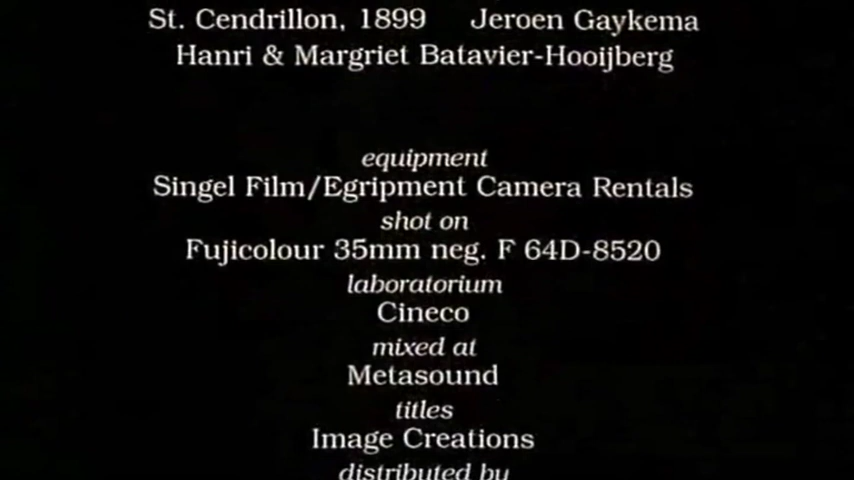 St. Cendrillon, 1899 Jeroen Gaykema
Hanri & Margriet Batavier-Hooijberg
equipment
Singel Film/Egripment Camera Rentals
shot on
Fujicolour 35mm neg. F 64D-8520
laboratorium
Cineco
mixed at
Metasound
titles
Image Creations
distributed by